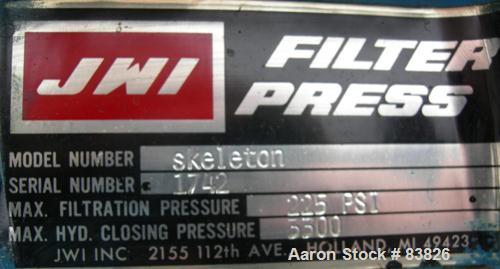 JWI
FILTER
PRESS
MODEL NUMBER skeleton
SERIAL NUMBER 1742
MAX. FILTRATION PRESSURE 225 PSI
MAX. HYD. CLOSING PRESSURE 5500
JWI INC 2155 112th AVE. HOLLAND, MI 49423
Aaron Stock # 83826